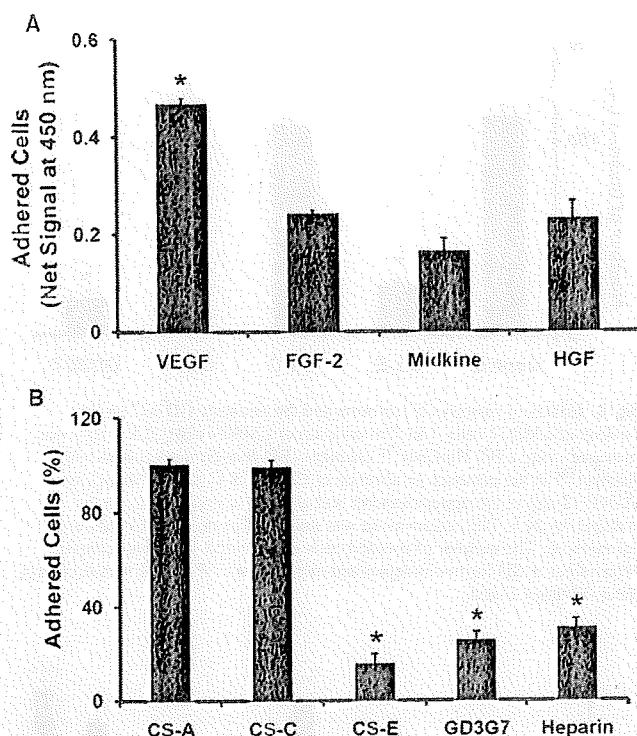 A
0.6
0.4
0.2
0
Adhered Cells
(Net Signal at 450 nm)
*
VEGF FGF-2 Midkine HGF
B
120
80
40
0
Adhered Cells (%)
* * *
CS-A CS-C CS-E GD3G7 Heparin